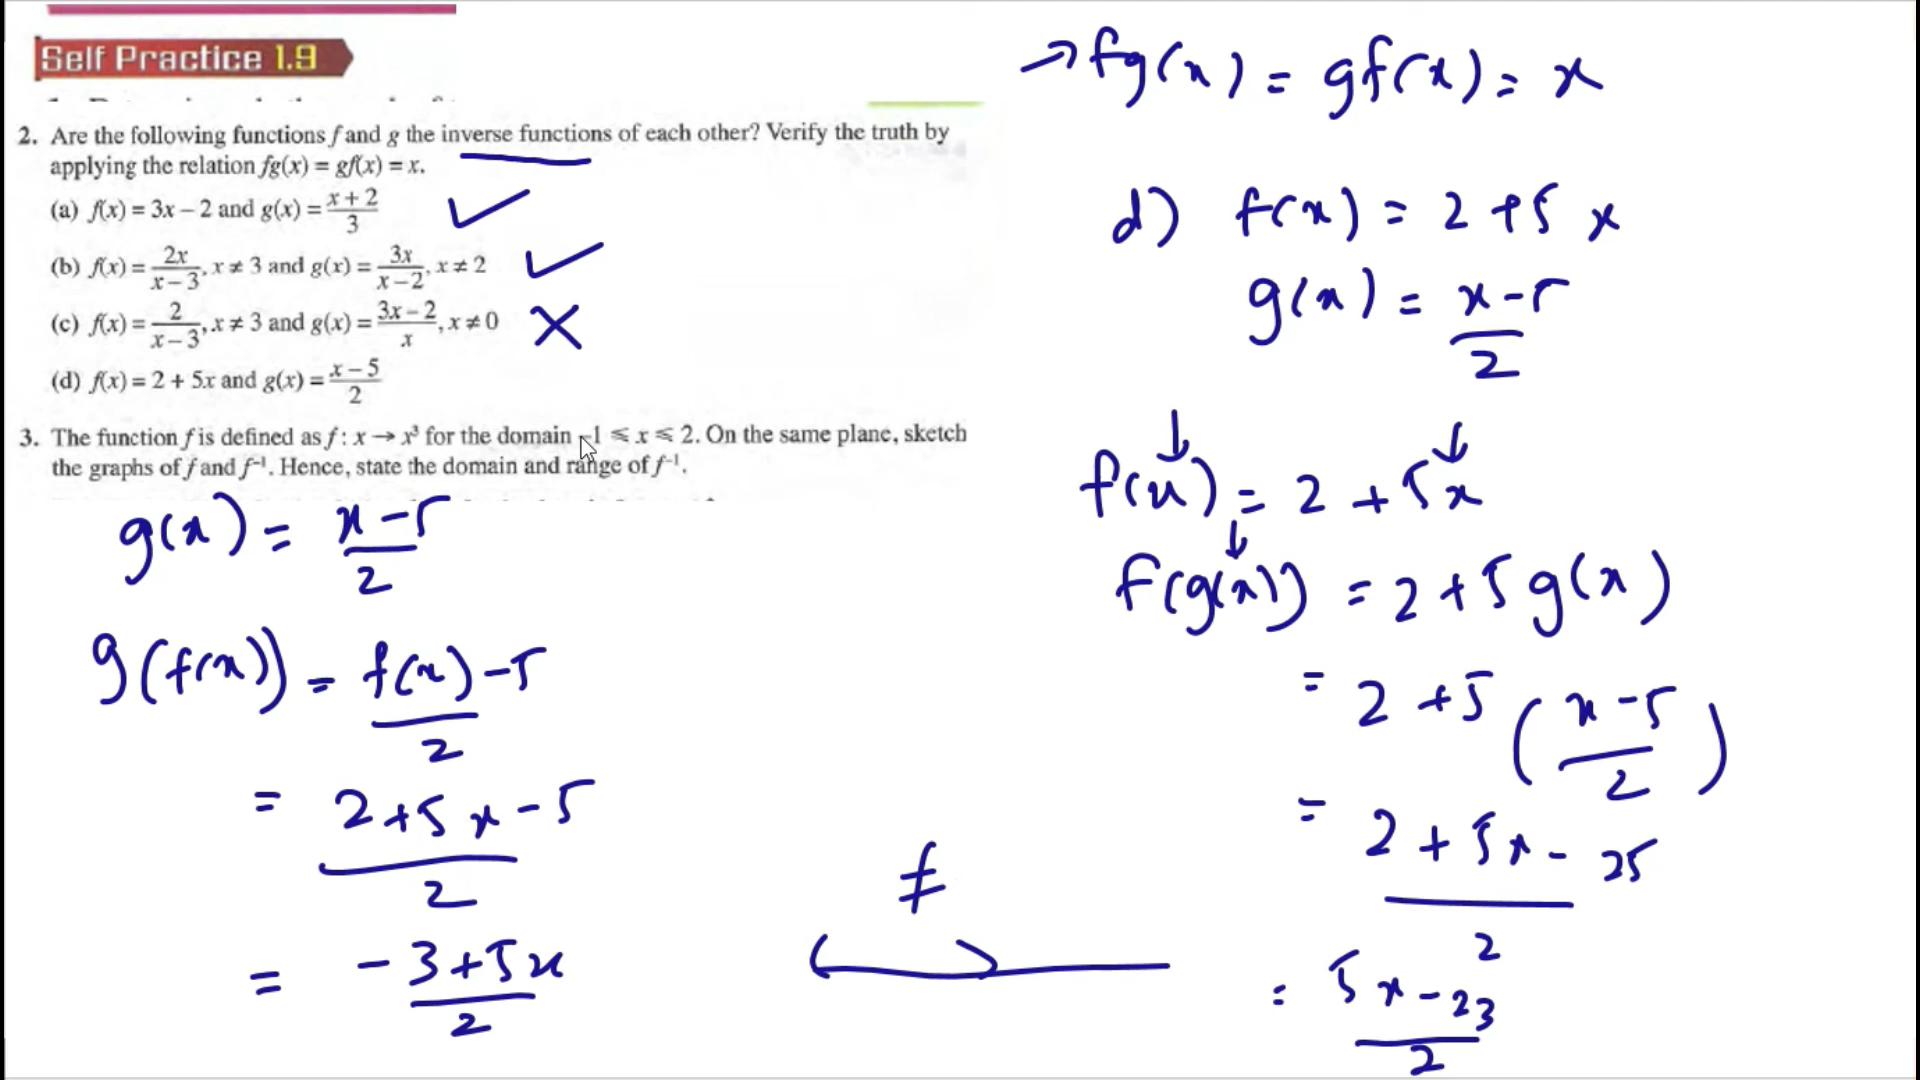 Self Practice 1.9
2. Are the following functions f and g the inverse functions of each other? Verify the truth by
applying the relation fg(x) = gf(x) = x.
(a) f(x) = 3x – 2 and g(x) = (x + 2)/3
(b) f(x) = 2x/(x – 3), x ≠ 3 and g(x) = 3x/(x – 2), x ≠ 2
(c) f(x) = 2/(x – 3), x ≠ 3 and g(x) = (3x – 2)/x, x ≠ 0
(d) f(x) = 2 + 5x and g(x) = (x – 5)/2
3. The function f is defined as f : x → x³ for the domain –1 ⩽ x ⩽ 2. On the same plane, sketch
the graphs of f and f⁻¹. Hence, state the domain and range of f⁻¹.
g(x) = (x – 5)/2
g(f(x)) = (f(x) – 5)/2
= (2 + 5x – 5)/2
= (–3 + 5x)/2
≠
→ fg(x) = gf(x) = x
d) f(x) = 2 + 5x
g(x) = (x – 5)/2
f(x) = 2 + 5x
f(g(x)) = 2 + 5g(x)
= 2 + 5((x – 5)/2)
= (2 + 5x – 25)/2
= (5x – 23)/2